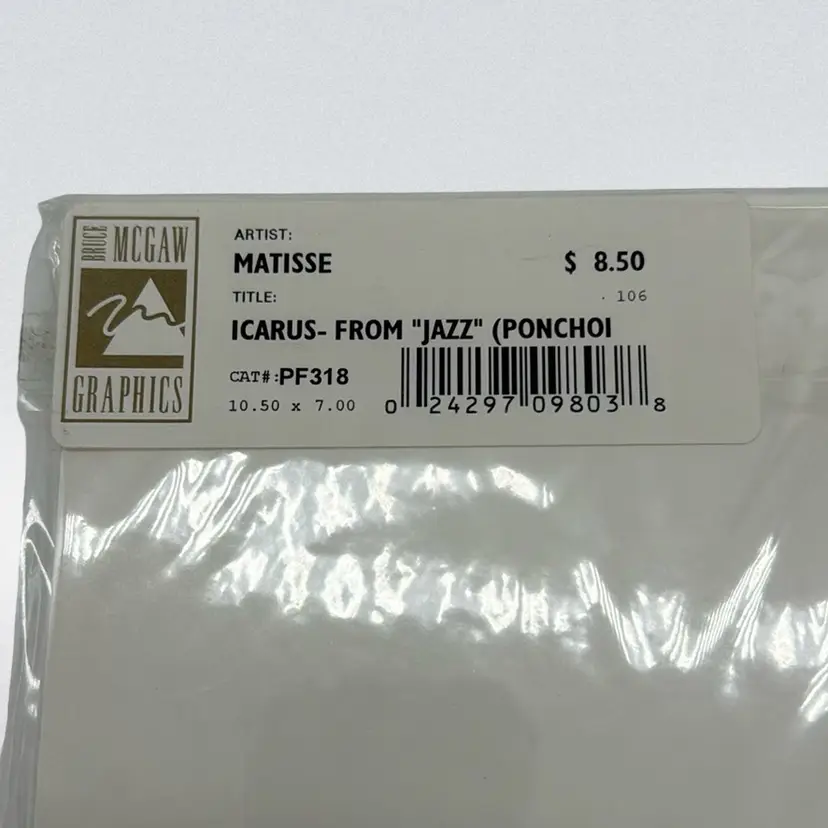 BRUCE
MCGAW
GRAPHICS
ARTIST:
MATISSE $ 8.50
TITLE: . 106
ICARUS- FROM "JAZZ" (PONCHOI
CAT#:PF318
10.50 x 7.00 0 24297 09803 8